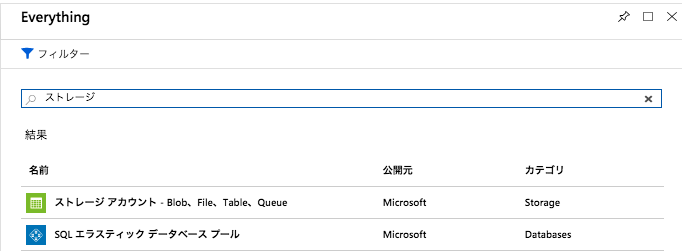 Everything
フィルター
ストレージ
結果
名前 公開元 カテゴリ
ストレージ アカウント - Blob、File、Table、Queue Microsoft Storage
SQL エラスティック データベース プール Microsoft Databases